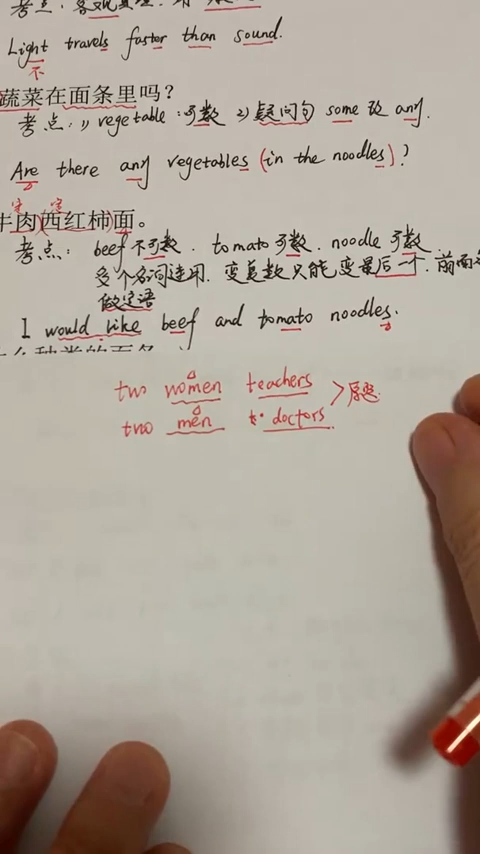 考点:客观真理.
Light travels faster than sound.
不
蔬菜在面条里吗?
考点:1) vegetable:可数 2)疑问句 some 改 any.
Are there any vegetables (in the noodles)?
定 定
牛肉(西红柿)面。
考点: beef 不可数. tomato 可数. noodle 可数
多个名词连用. 变复数只能变最后一个. 前面
做定语
I would like beef and tomato noodles.
two women teachers
two men doctors